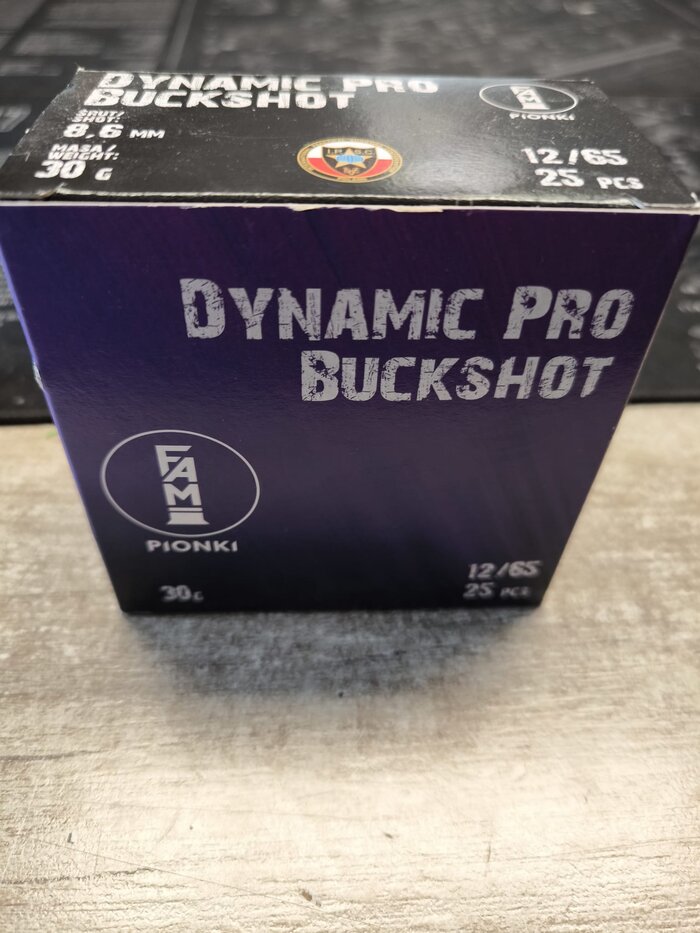 DYNAMIC PRO
BUCKSHOT
ŚRUT/
SHOT:
8,6 MM
MASA/
WEIGHT:
30 G
I.P.S.C
FAM
PIONKI
12/65
25 PCS
DYNAMIC PRO
BUCKSHOT
FAM
PIONKI
30G
12/65
25 PCS